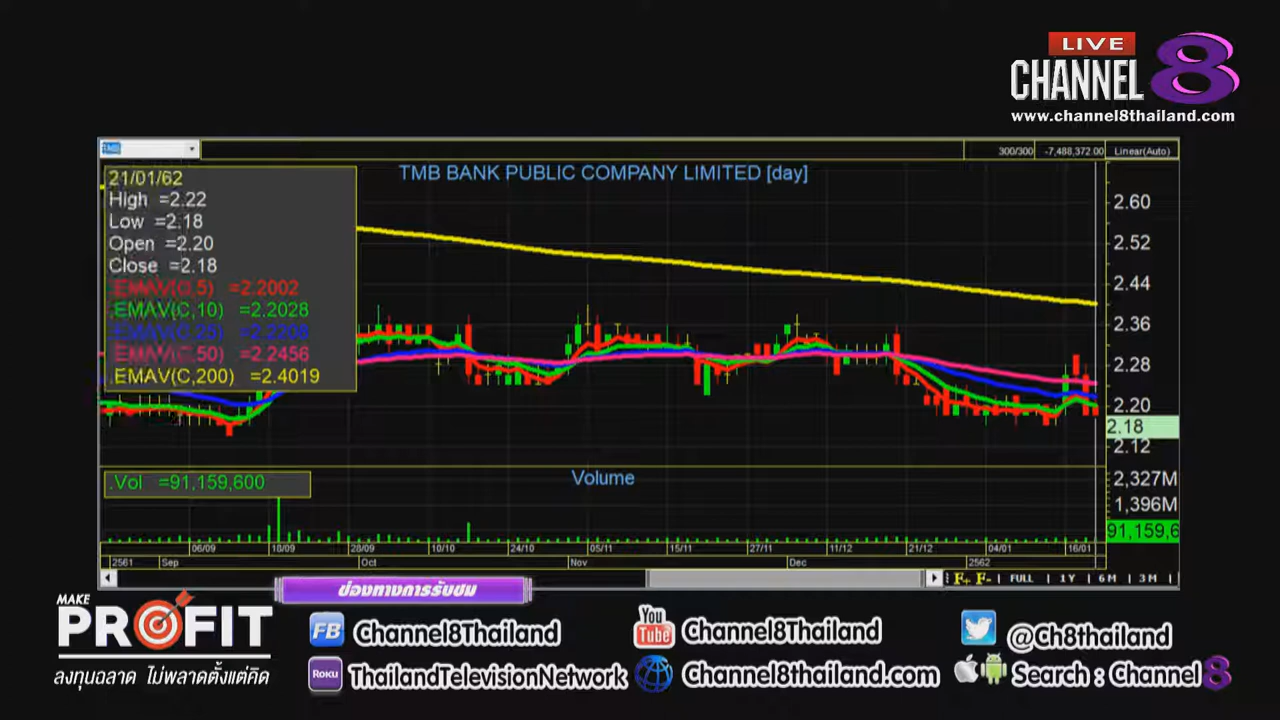 LIVE
CHANNEL 8
www.channel8thailand.com
300/300 -7,488,372.00 Linear(Auto)
TMB BANK PUBLIC COMPANY LIMITED [day]
21/01/62
High =2.22
Low =2.18
Open =2.20
Close =2.18
EMAV(C,5) =2.2002
.EMAV(C,10) =2.2028
.EMAV(C,25) =2.2208
.EMAV(C,50) =2.2456
.EMAV(C,200) =2.4019
2.60
2.52
2.44
2.36
2.28
2.20
2.18
2.12
.Vol =91,159,600
Volume
2,327M
1,396M
91,159,6
06/09 18/09 28/09 10/10 24/10 05/11 15/11 27/11 11/12 21/12 04/01 16/01
2561 Sep Oct Nov Dec 2562
F+ F- FULL 1Y 6M 3M
ช่องทางการรับชม
MAKE
PROFIT
ลงทุนฉลาด ไม่พลาดตั้งแต่คิด
FB Channel8Thailand
You Tube Channel8Thailand
@Ch8thailand
Roku ThailandTelevisionNetwork
Channel8thailand.com
Search : Channel 8